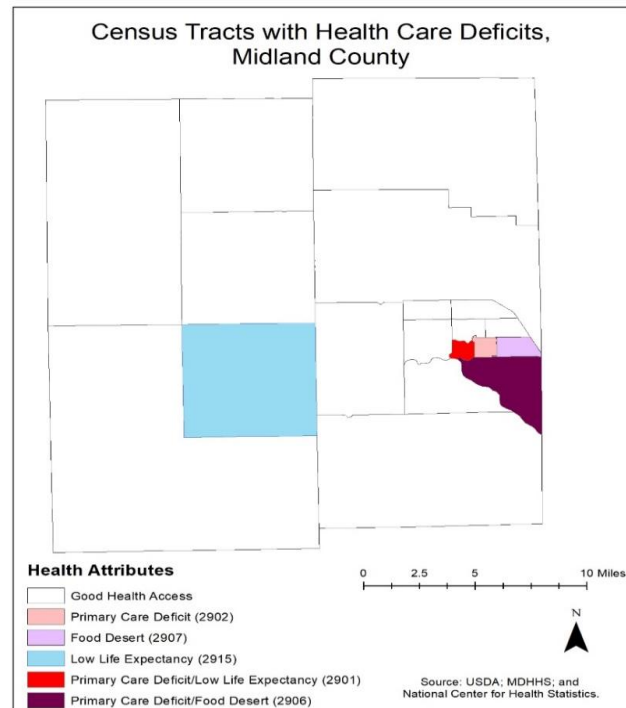 Census Tracts with Health Care Deficits,
Midland County
Health Attributes
Good Health Access
Primary Care Deficit (2902)
Food Desert (2907)
Low Life Expectancy (2915)
Primary Care Deficit/Low Life Expectancy (2901)
Primary Care Deficit/Food Desert (2906)
0 2.5 5 10 Miles
N
Source: USDA; MDHHS; and
National Center for Health Statistics.